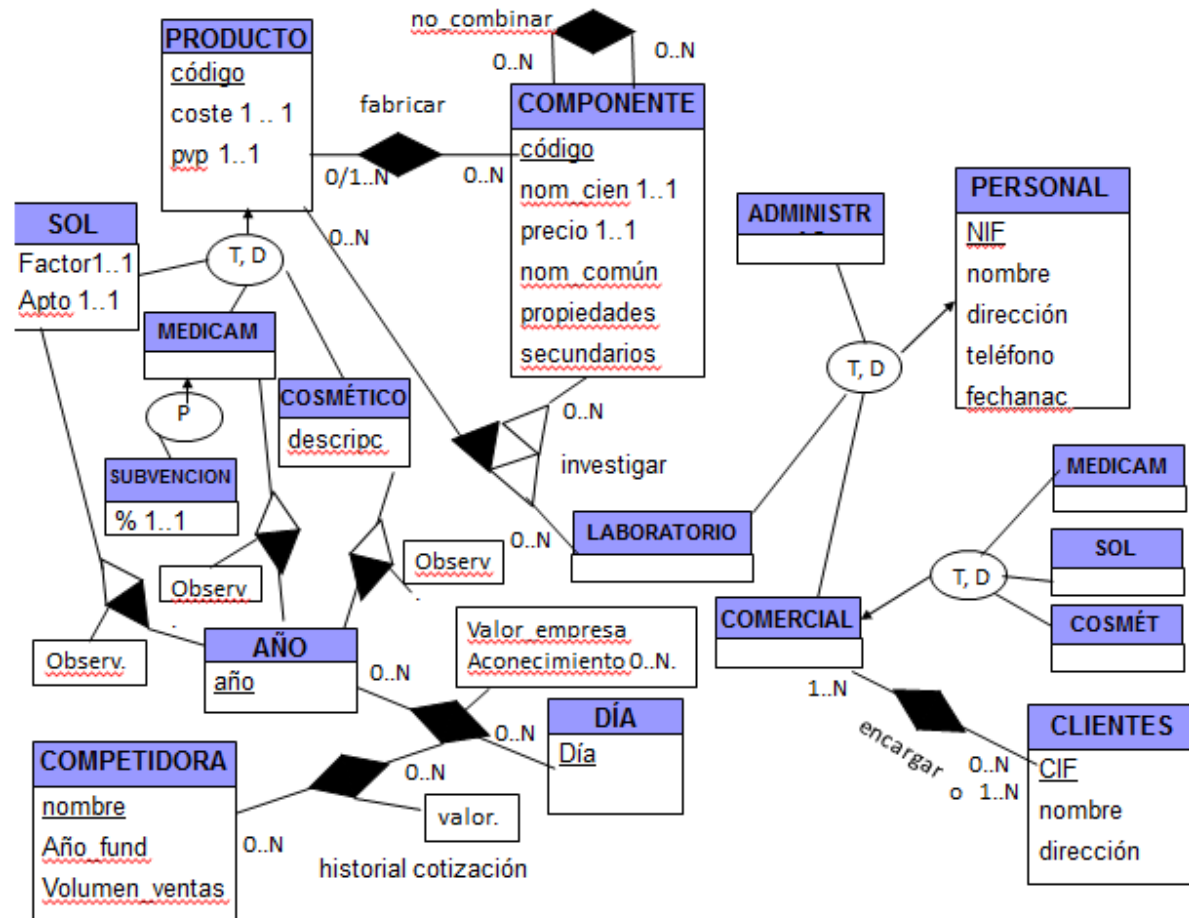 no_combinar
0..N
0..N
PRODUCTO
código
coste 1 .. 1
pvp 1..1
fabricar
0/1..N
0..N
COMPONENTE
código
nom_cien 1..1
precio 1..1
nom_común
propiedades
secundarios
ADMINISTR
PERSONAL
NIF
nombre
dirección
teléfono
fechanac
SOL
Factor1..1
Apto 1..1
T, D
0..N
MEDICAM
P
SUBVENCION
% 1..1
COSMÉTICO
descripc
0..N
investigar
0..N
LABORATORIO
T, D
MEDICAM
SOL
COSMÉT
T, D
COMERCIAL
1..N
encargar
0..N
o 1..N
CLIENTES
CIF
nombre
dirección
Observ
Observ
Observ.
AÑO
año
0..N
Valor_empresa
Aconecimiento 0..N.
0..N
DÍA
Día
0..N
COMPETIDORA
nombre
Año_fund
Volumen_ventas
0..N
valor.
historial cotización